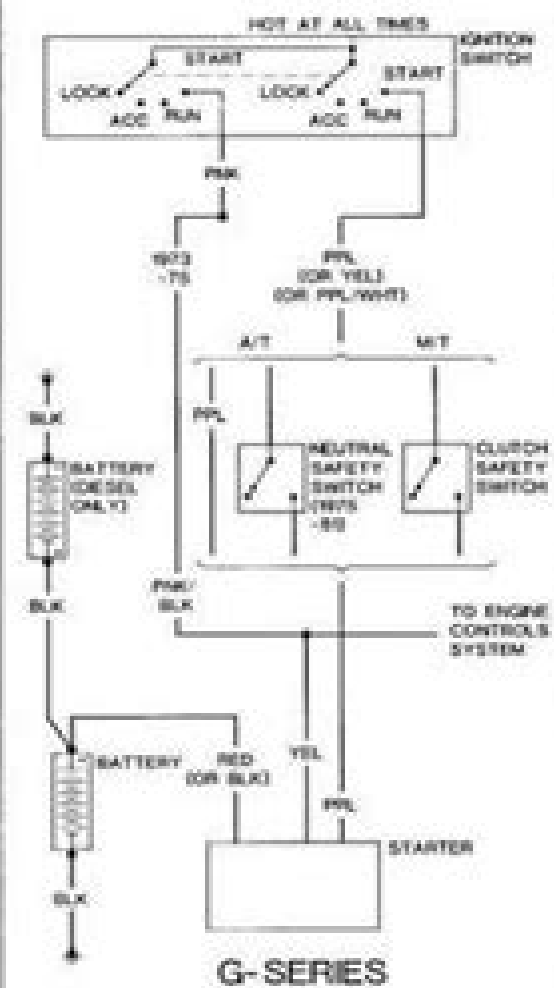 HOT AT ALL TIMES
IGNITION
SWITCH
START
START
LOCK
LOCK
ACC
RUN
ACC
RUN
PNK
1973
-75
PPL
(OR YEL)
(OR PPL/WHT)
A/T
M/T
PPL
BLK
NEUTRAL
SAFETY
SWITCH
(1975
CLUTCH
SAFETY
SWITCH
BATTERY
(DIESEL
ONLY)
BLK
PNK/
BLK
TO ENGINE
CONTROLS
SYSTEM
BATTERY
RED
(OR BLK)
YEL
PPL
STARTER
BLK
G-SERIES